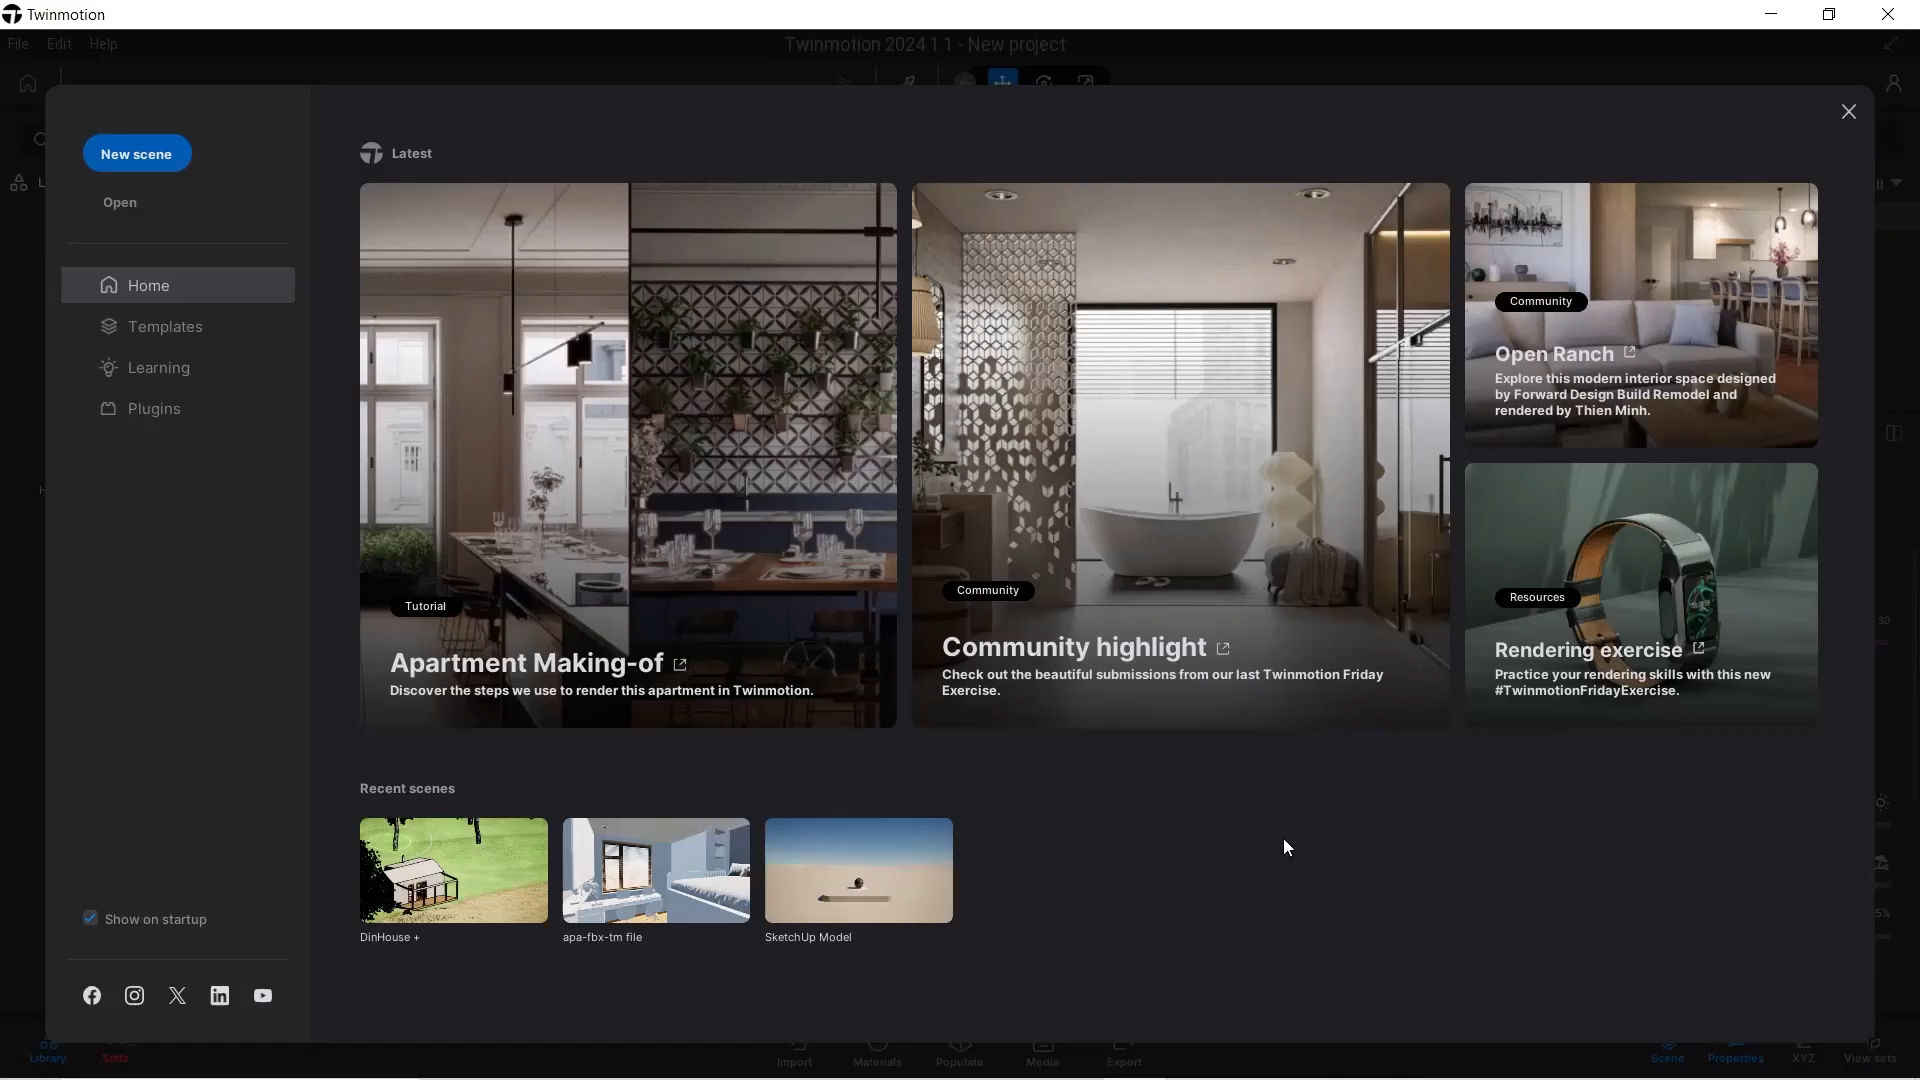 Twinmotion
File Edit Help
Twinmotion 2024.1.1 - New project
New scene
Open
Home
Templates
Learning
Plugins
Show on startup
Latest
Tutorial
Apartment Making-of
Discover the steps we use to render this apartment in Twinmotion.
Community
Community highlight
Check out the beautiful submissions from our last Twinmotion Friday
Exercise.
Community
Open Ranch
Explore this modern interior space designed
by Forward Design Build Remodel and
rendered by Thien Minh.
Resources
Rendering exercise
Practice your rendering skills with this new
#TwinmotionFridayExercise.
Recent scenes
DinHouse +
apa-fbx-tm file
SketchUp Model
Library
Stats
Import
Materials
Populate
Media
Export
Scene
Properties
XYZ
View sets